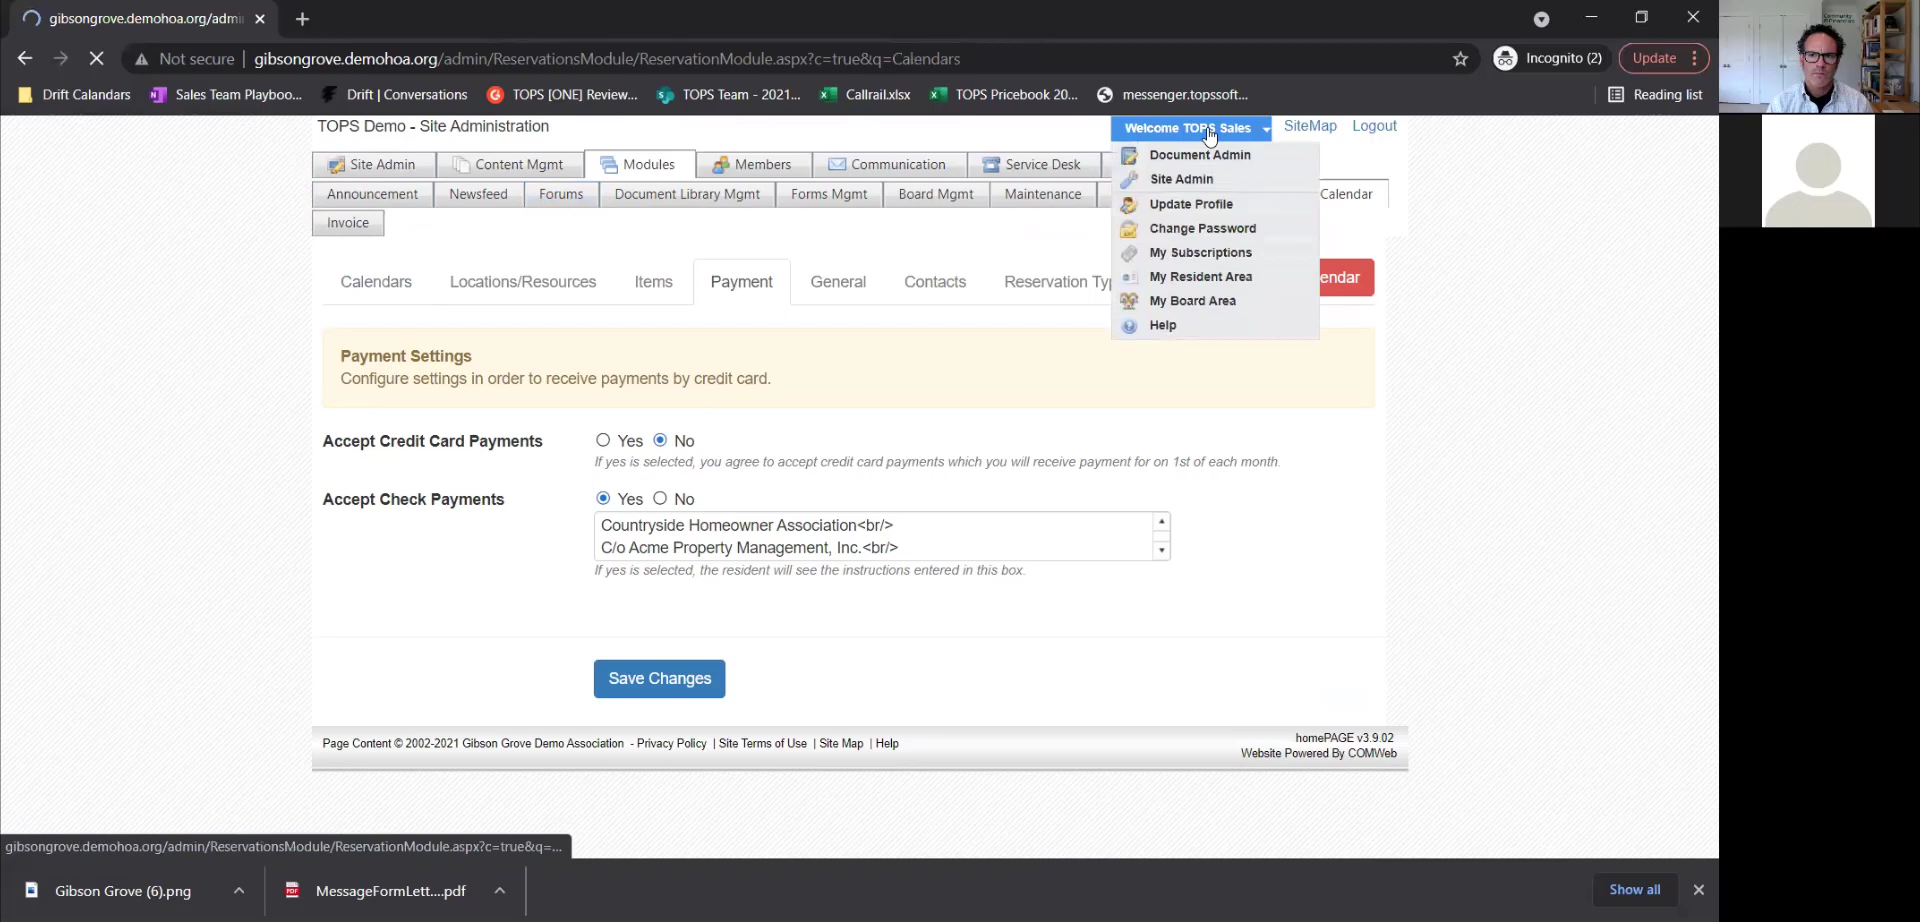 gibsongrove.demohoa.org/admi
Not secure
gibsongrove.demohoa.org/admin/ReservationsModule/ReservationModule.aspx?c=true&q=Calendars
Incognito (2)
Update
Drift Calandars
Sales Team Playboo...
Drift | Conversations
TOPS [ONE] Review...
TOPS Team - 2021...
Callrail.xlsx
TOPS Pricebook 20...
messenger.topssoft...
Reading list
TOPS Demo - Site Administration
Welcome TOPS Sales
SiteMap
Logout
Site Admin
Content Mgmt
Modules
Members
Communication
Service Desk
Announcement
Newsfeed
Forums
Document Library Mgmt
Forms Mgmt
Board Mgmt
Maintenance
Calendar
Invoice
Document Admin
Site Admin
Update Profile
Change Password
My Subscriptions
My Resident Area
My Board Area
Help
Calendars
Locations/Resources
Items
Payment
General
Contacts
Reservation Typ
endar
Payment Settings
Configure settings in order to receive payments by credit card.
Accept Credit Card Payments
Yes
No
If yes is selected, you agree to accept credit card payments which you will receive payment for on 1st of each month.
Accept Check Payments
Yes
No
Countryside Homeowner Association<br/>
C/o Acme Property Management, Inc.<br/>
If yes is selected, the resident will see the instructions entered in this box.
Save Changes
Page Content © 2002-2021 Gibson Grove Demo Association - Privacy Policy | Site Terms of Use | Site Map | Help
homePAGE v3.9.02
Website Powered By COMWeb
gibsongrove.demohoa.org/admin/ReservationsModule/ReservationModule.aspx?c=true&q=...
Gibson Grove (6).png
MessageFormLett....pdf
Show all